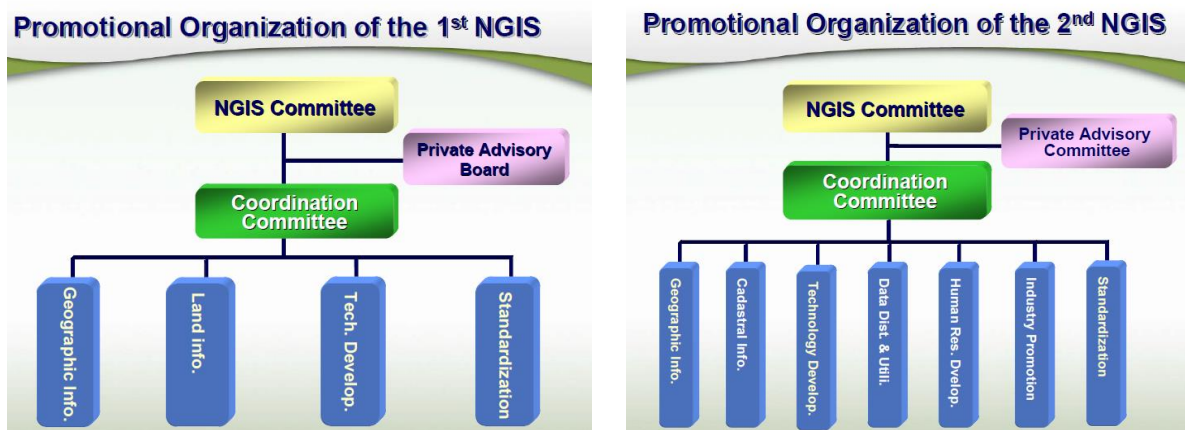 Promotional Organization of the 1st NGIS
NGIS Committee
Private Advisory
Board
Coordination
Committee
Geographic Info.
Land info.
Tech. Develop.
Standardization
Promotional Organization of the 2nd NGIS
NGIS Committee
Private Advisory
Committee
Coordination
Committee
Geographic Info.
Cadastral Info.
Technology Develop.
Data Dist. & Utili.
Human Res. Dvelop.
Industry Promotion
Standardization